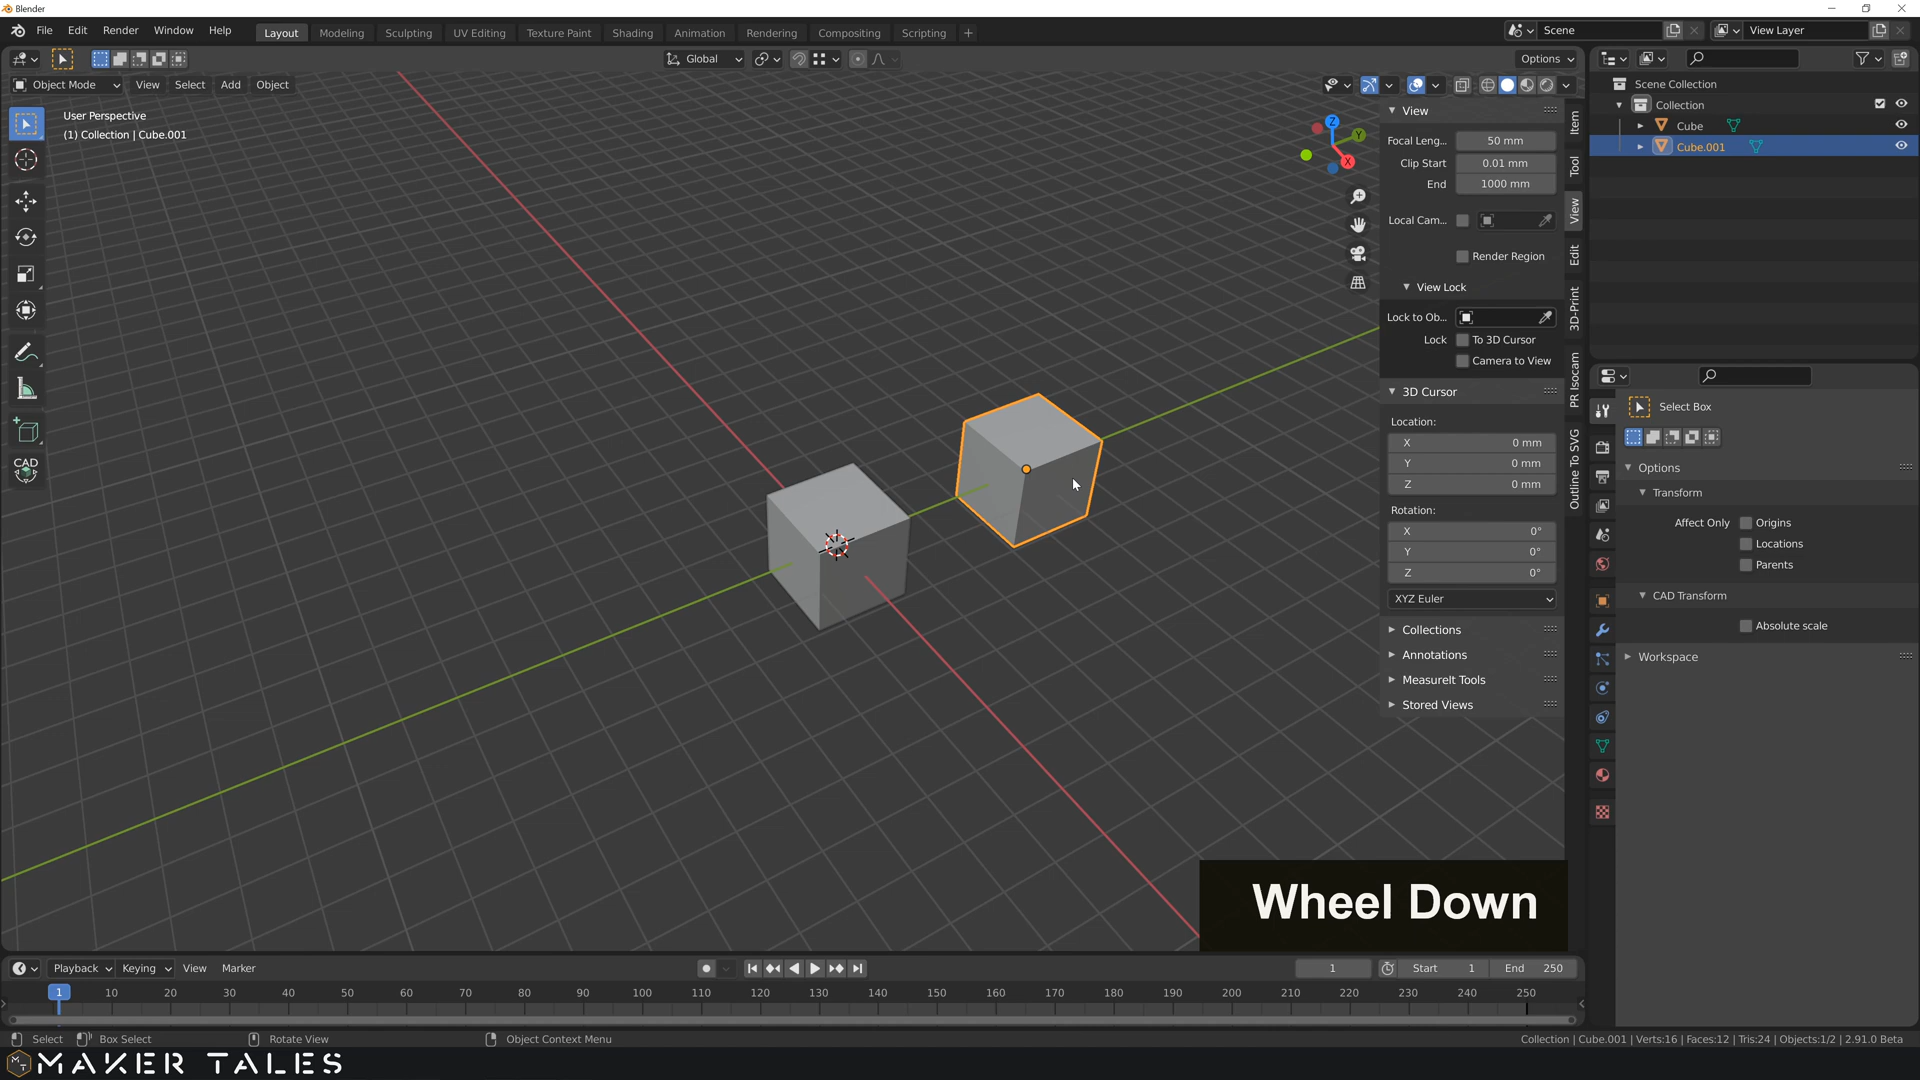 Blender
File Edit Render Window Help Layout Modeling Sculpting UV Editing Texture Paint Shading Animation Rendering Compositing Scripting + Scene View Layer
Global Options
Object Mode View Select Add Object
User Perspective
(1) Collection | Cube.001
Z
Y
X
View
Focal Leng... 50 mm
Clip Start 0.01 mm
End 1000 mm
Local Cam...
Render Region
View Lock
Lock to Ob...
Lock To 3D Cursor
Camera to View
3D Cursor
Location:
X 0 mm
Y 0 mm
Z 0 mm
Rotation:
X 0°
Y 0°
Z 0°
XYZ Euler
Collections
Annotations
MeasureIt Tools
Stored Views
Item
Tool
View
Edit
3D-Print
PR Isocam
Outline To SVG
CAD
Scene Collection
Collection
Cube
Cube.001
Select Box
Options
Transform
Affect Only Origins
Locations
Parents
CAD Transform
Absolute scale
Workspace
Wheel Down
Playback Keying View Marker 1 Start 1 End 250
1 10 20 30 40 50 60 70 80 90 100 110 120 130 140 150 160 170 180 190 200 210 220 230 240 250
Select Box Select Rotate View Object Context Menu Collection | Cube.001 | Verts:16 | Faces:12 | Tris:24 | Objects:1/2 | 2.91.0 Beta
MAKER TALES